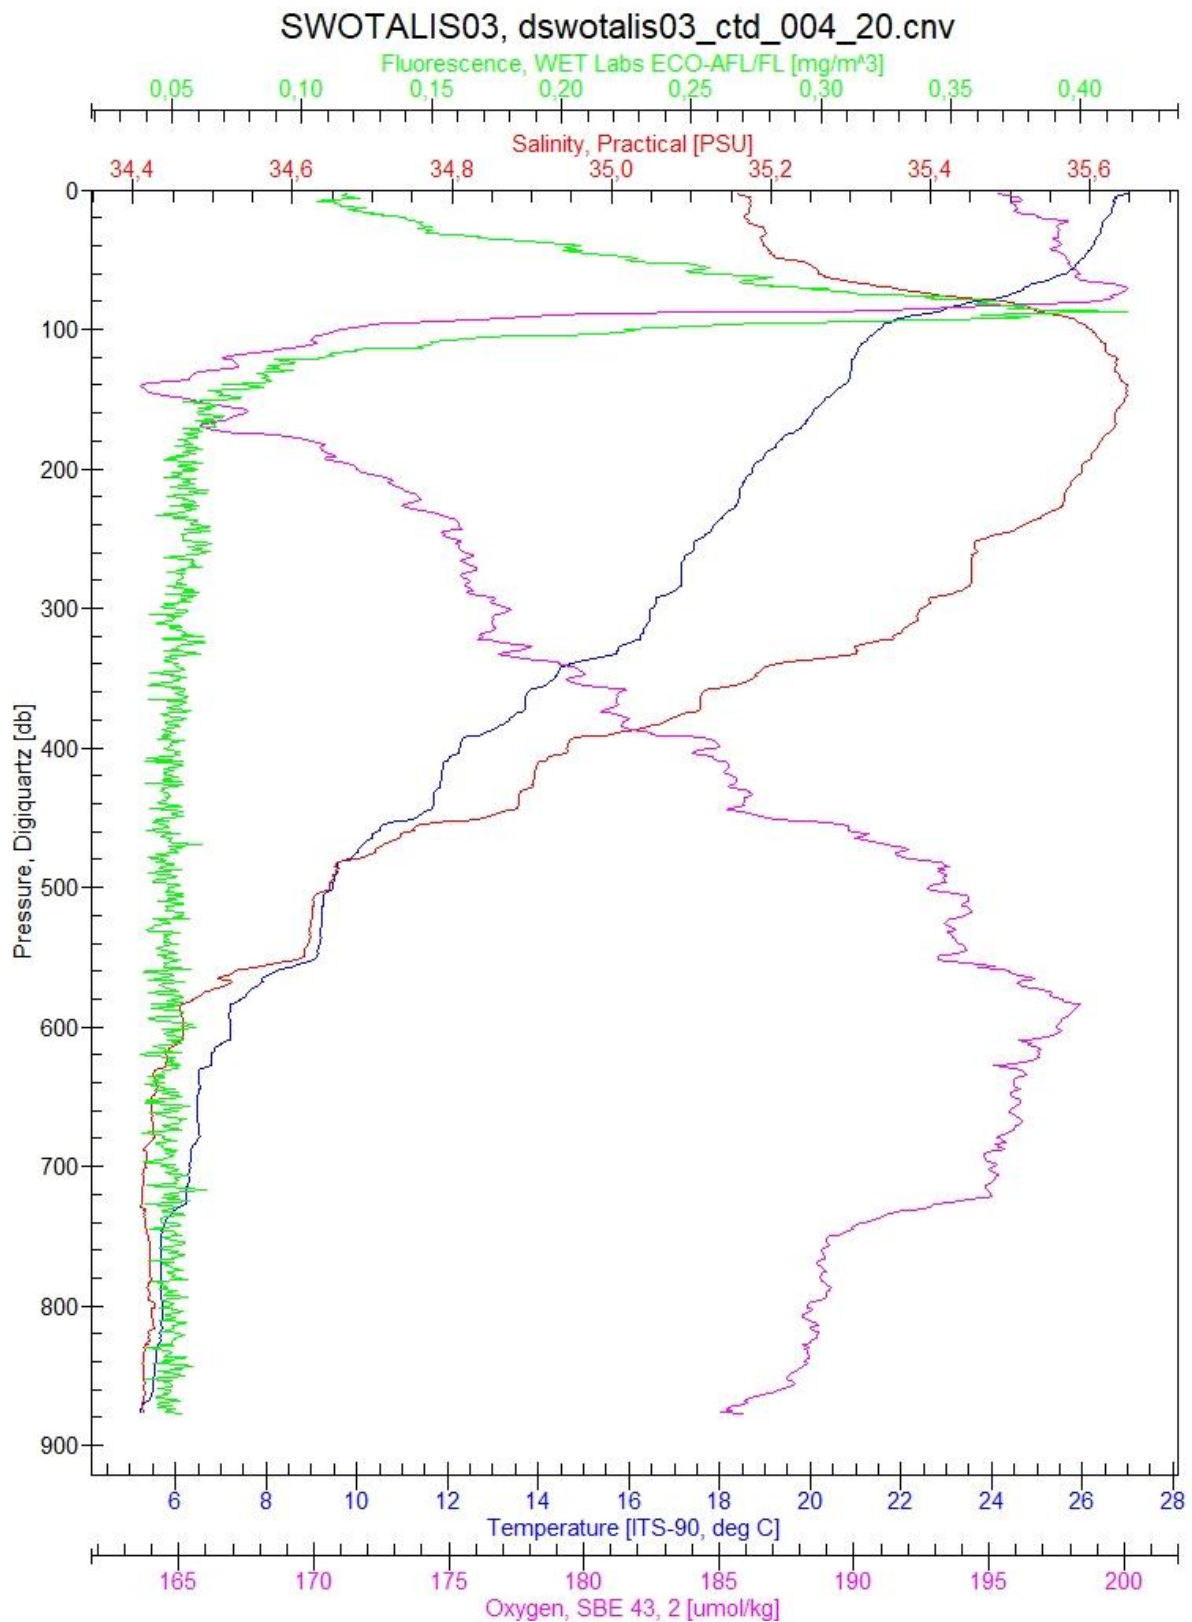 SWOTALIS03, dswotalis03_ctd_004_20.cnv
Fluorescence, WET Labs ECO-AFL/FL [mg/m^3]
0,05 0,10 0,15 0,20 0,25 0,30 0,35 0,40
Salinity, Practical [PSU]
34,4 34,6 34,8 35,0 35,2 35,4 35,6
0
100
200
300
400
500
600
700
800
900
Pressure, Digiquartz [db]
6 8 10 12 14 16 18 20 22 24 26 28
Temperature [ITS-90, deg C]
165 170 175 180 185 190 195 200
Oxygen, SBE 43, 2 [umol/kg]